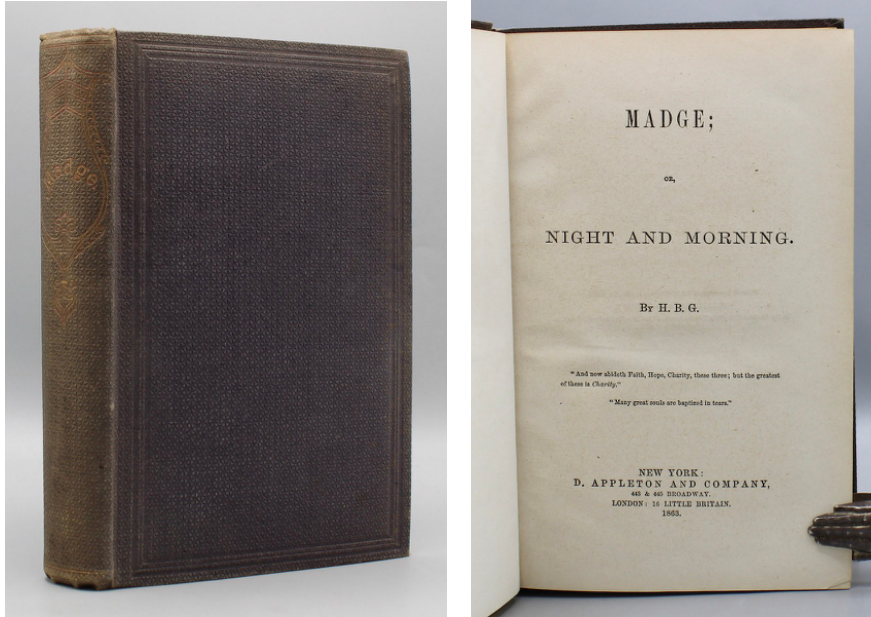 Madge
MADGE;
OR,
NIGHT AND MORNING.
By H. B. G.
"And now abideth Faith, Hope, Charity, these three; but the greatest
of these is Charity."
"Many great souls are baptized in tears."
NEW YORK:
D. APPLETON AND COMPANY,
443 & 445 BROADWAY.
LONDON: 16 LITTLE BRITAIN.
1863.